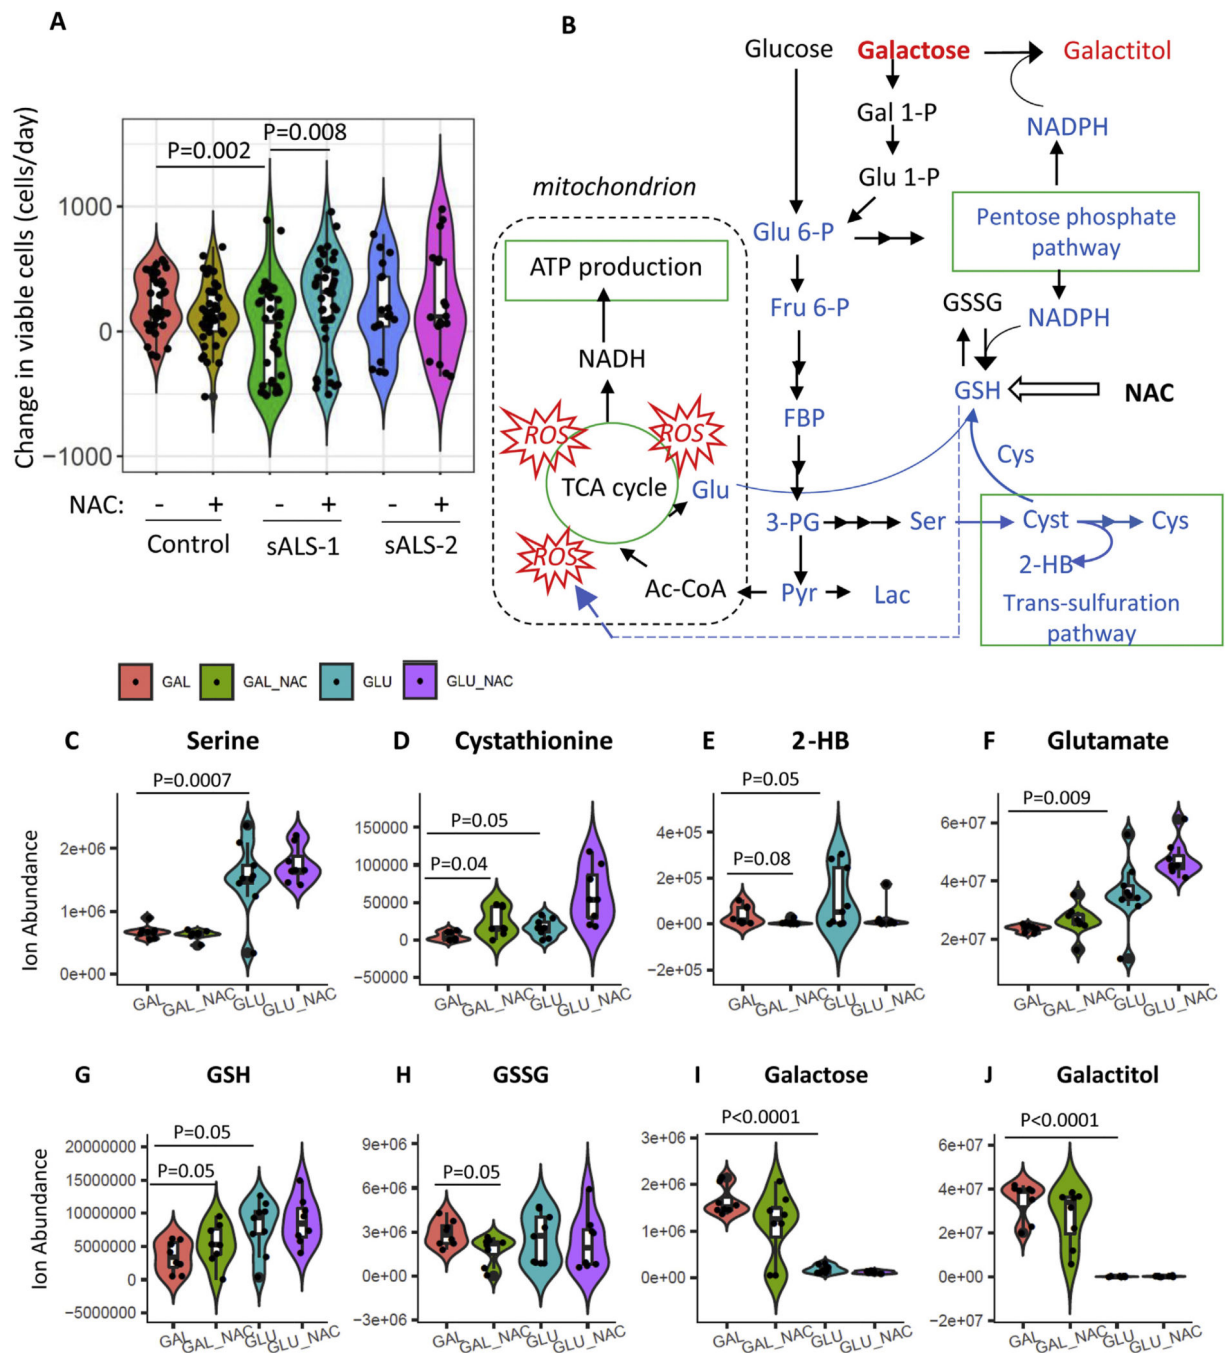 A
Change in viable cells (cells/day)
P=0.002
P=0.008
1000
0
−1000
NAC: - + - + - +
Control sALS-1 sALS-2
B
Glucose Galactose Galactitol
Gal 1-P
NADPH
Glu 1-P
mitochondrion
Pentose phosphate
pathway
Glu 6-P
ATP production
Fru 6-P
GSSG
NADPH
NADH
FBP
GSH
NAC
ROS
ROS
Cys
TCA cycle
Glu
3-PG
Ser
Cyst
Cys
ROS
2-HB
Ac-CoA
Pyr
Lac
Trans-sulfuration
pathway
GAL GAL_NAC GLU GLU_NAC
C Serine
P=0.0007
Ion Abundance
2e+06
1e+06
0e+00
GAL GAL_NAC GLU GLU_NAC
D Cystathionine
P=0.05
P=0.04
150000
100000
50000
0
−50000
GAL GAL_NAC GLU GLU_NAC
E 2-HB
P=0.05
P=0.08
4e+05
2e+05
0e+00
−2e+05
GAL GAL_NAC GLU GLU_NAC
F Glutamate
P=0.009
6e+07
4e+07
2e+07
GAL GAL_NAC GLU GLU_NAC
G GSH
P=0.05
P=0.05
Ion Abundance
20000000
15000000
10000000
5000000
0
−5000000
GAL GAL_NAC GLU GLU_NAC
H GSSG
P=0.05
9e+06
6e+06
3e+06
0e+00
−3e+06
GAL GAL_NAC GLU GLU_NAC
I Galactose
P<0.0001
3e+06
2e+06
1e+06
0e+00
GAL GAL_NAC GLU GLU_NAC
J Galactitol
P<0.0001
6e+07
4e+07
2e+07
0e+00
−2e+07
GAL GAL_NAC GLU GLU_NAC